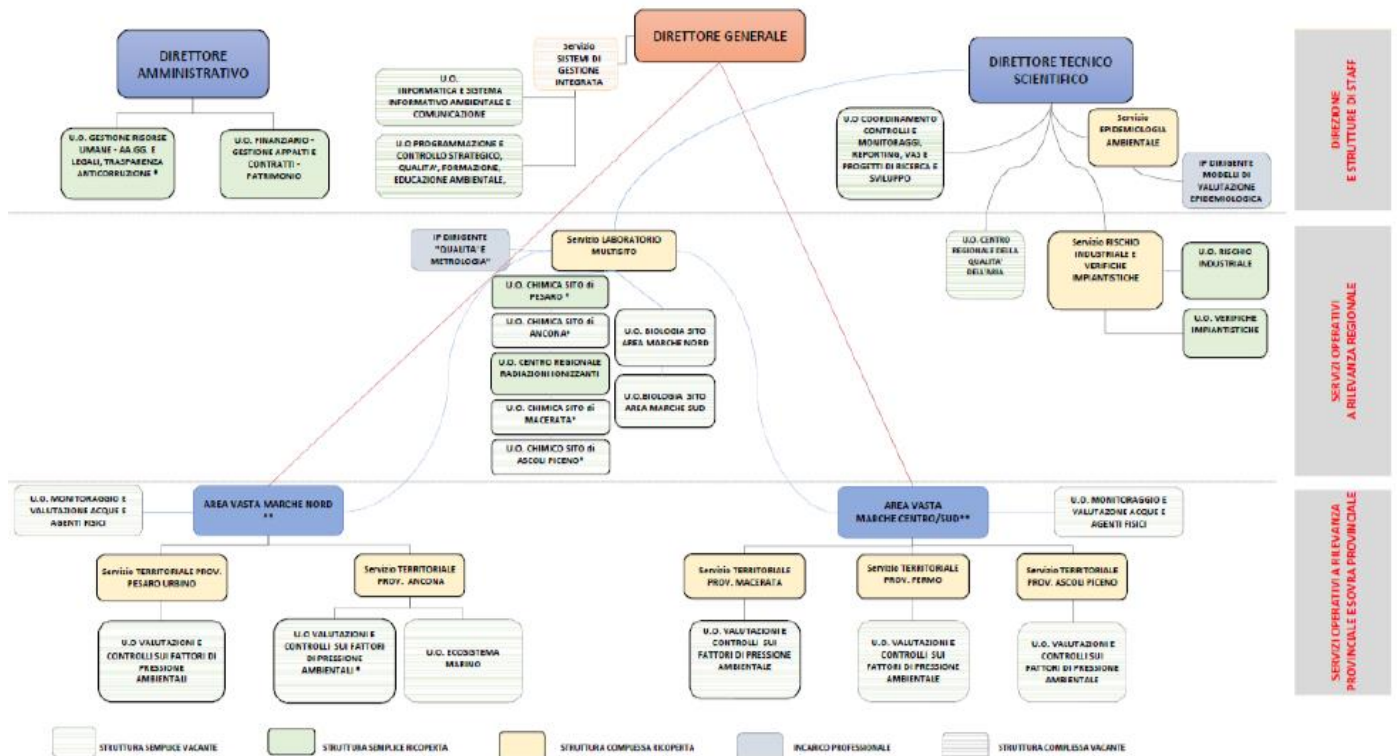 DIRETTORE GENERALE
DIRETTORE
AMMINISTRATIVO
Servizio
SISTEMI DI
GESTIONE
INTEGRATA
DIRETTORE TECNICO
SCIENTIFICO
U.O.
INFORMATICA E SISTEMA
INFORMATIVO AMBIENTALE E
COMUNICAZIONE
U.O. GESTIONE RISORSE
UMANE - AA.GG. E
LEGALI, TRASPARENZA
ANTICORRUZIONE *
U.O. FINANZIARIO -
GESTIONE APPALTI E
CONTRATTI -
PATRIMONIO
U.O PROGRAMMAZIONE E
CONTROLLO STRATEGICO,
QUALITA', FORMAZIONE,
EDUCAZIONE AMBIENTALE,
U.O COORDINAMENTO
CONTROLLI E
MONITORAGGI,
REPORTING, VAS E
PROGETTI DI RICERCA E
SVILUPPO
Servizio
EPIDEMIOLOGIA
AMBIENTALE
IP DIRIGENTE
MODELLI DI
VALUTAZIONE
EPIDEMIOLOGICA
DIREZIONE
E STRUTTURE DI STAFF
IP DIRIGENTE
"QUALITA' E
METROLOGIA"
Servizio LABORATORIO
MULTISITO
U.O. CHIMICA SITO di
PESARO *
U.O. CHIMICA SITO di
ANCONA*
U.O. CENTRO REGIONALE
RADIAZIONI IONIZZANTI
U.O. CHIMICA SITO di
MACERATA*
U.O. CHIMICO SITO di
ASCOLI PICENO*
U.O. BIOLOGIA SITO
AREA MARCHE NORD
U.O.BIOLOGIA SITO
AREA MARCHE SUD
U.O. CENTRO
REGIONALE DELLA
QUALITA'
DELL'ARIA
Servizio RISCHIO
INDUSTRIALE E
VERIFICHE
IMPIANTISTICHE
U.O. RISCHIO
INDUSTRIALE
U.O. VERIFICHE
IMPIANTISTICHE
SERVIZI OPERATIVI
A RILEVANZA REGIONALE
U.O. MONITORAGGIO E
VALUTAZIONE ACQUE E
AGENTI FISICI
AREA VASTA MARCHE NORD
**
AREA VASTA
MARCHE CENTRO/SUD**
U.O. MONITORAGGIO E
VALUTAZIONE ACQUE E
AGENTI FISICI
Servizio TERRITORIALE PROV.
PESARO URBINO
Servizio TERRITORIALE
PROV. ANCONA
Servizio TERRITORIALE
PROV. MACERATA
Servizio TERRITORIALE
PROV. FERMO
Servizio TERRITORIALE
PROV. ASCOLI PICENO
U.O VALUTAZIONI E
CONTROLLI SUI FATTORI DI
PRESSIONE
AMBIENTALI
U.O VALUTAZIONI E
CONTROLLI SUI FATTORI
DI PRESSIONE
AMBIENTALI *
U.O. ECOSISTEMA
MARINO
U.O. VALUTAZIONI E
CONTROLLI SUI
FATTORI DI PRESSIONE
AMBIENTALE
U.O. VALUTAZIONI E
CONTROLLI SUI
FATTORI DI PRESSIONE
AMBIENTALE
U.O. VALUTAZIONI E
CONTROLLI SUI
FATTORI DI PRESSIONE
AMBIENTALE
SERVIZI OPERATIVI A RILEVANZA
PROVINCIALE E SOVRA PROVINCIALE
STRUTTURA SEMPLICE VACANTE
STRUTTURA SEMPLICE RICOPERTA
STRUTTURA COMPLESSA RICOPERTA
INCARICO PROFESSIONALE
STRUTTURA COMPLESSA VACANTE